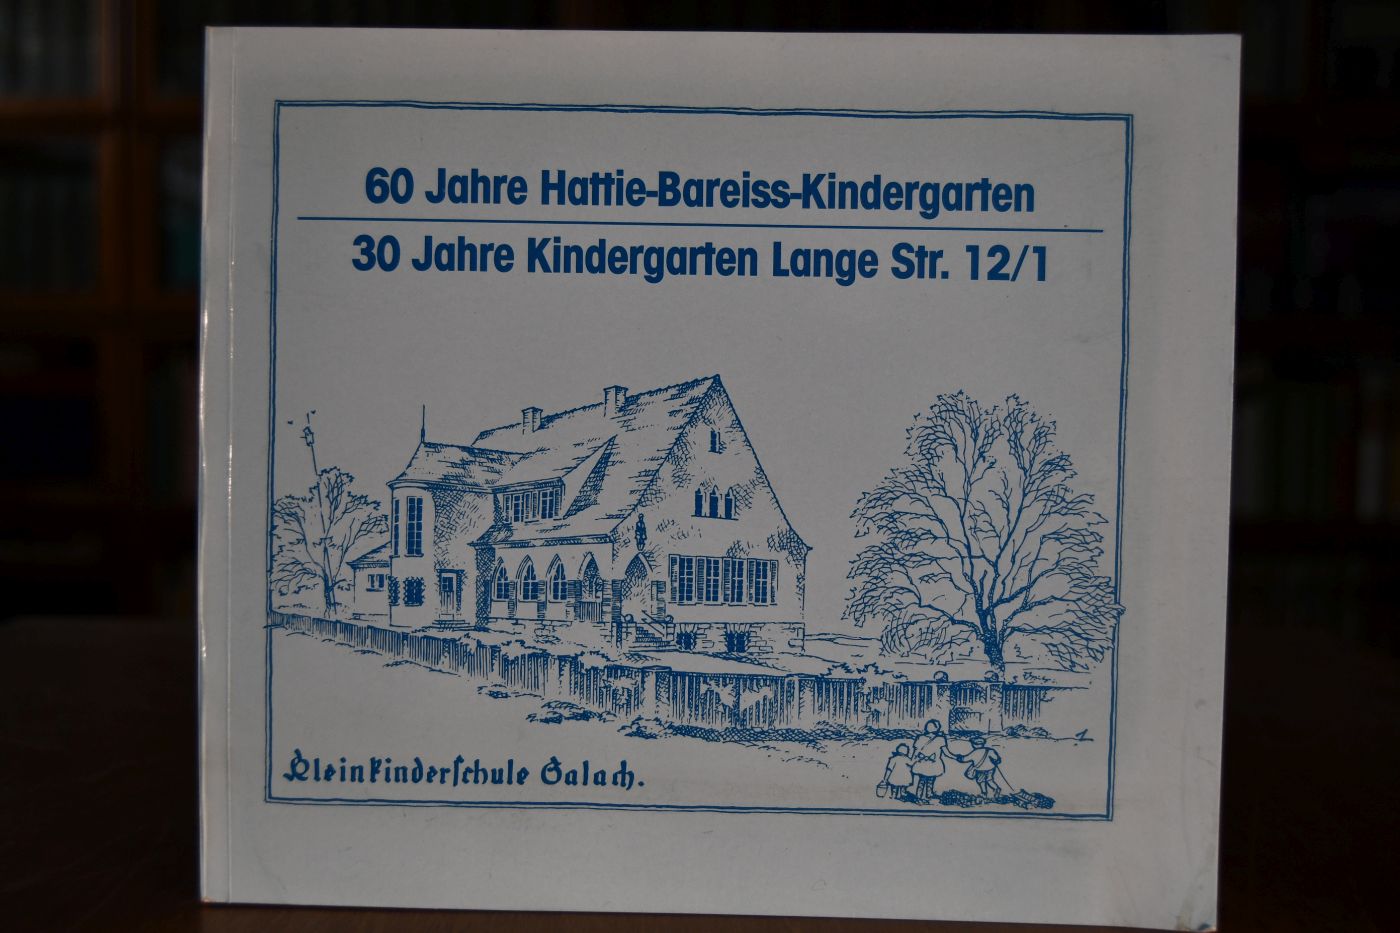 60 Jahre Hattie-Bareiss-Kindergarten
30 Jahre Kindergarten Lange Str. 12/1
Kleinkinderſchule Salach.